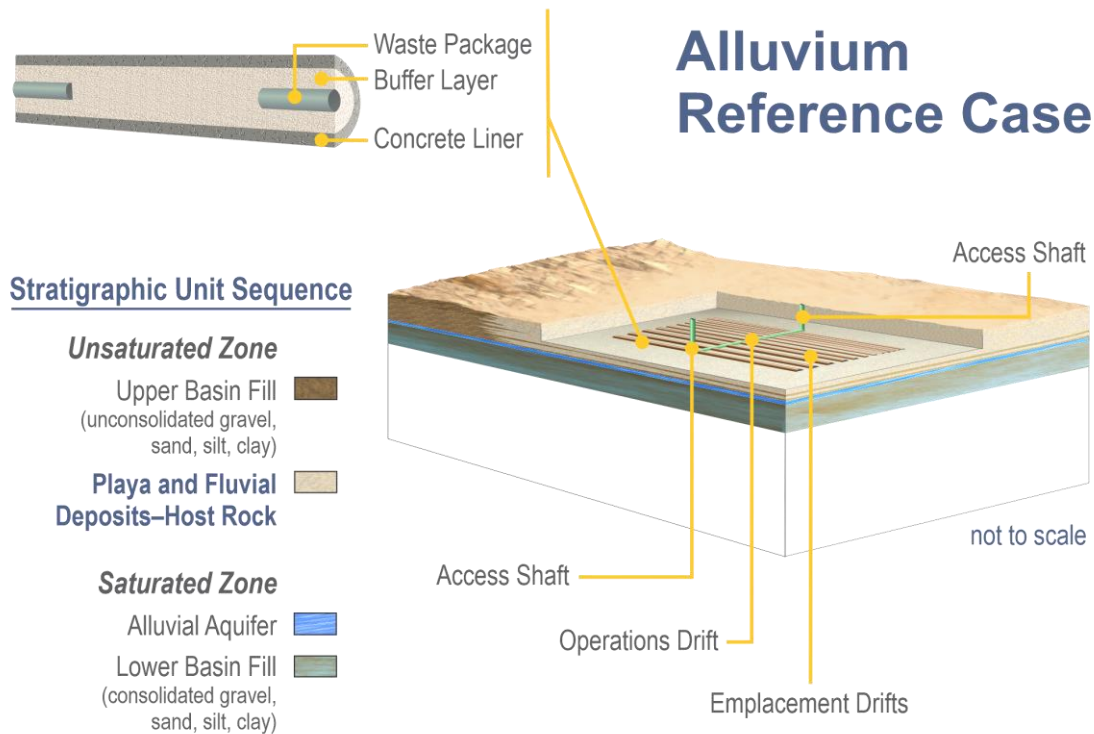 Alluvium
Reference Case
Waste Package
Buffer Layer
Concrete Liner
Access Shaft
Stratigraphic Unit Sequence
Unsaturated Zone
Upper Basin Fill
(unconsolidated gravel,
sand, silt, clay)
Playa and Fluvial
Deposits–Host Rock
Saturated Zone
Alluvial Aquifer
Lower Basin Fill
(consolidated gravel,
sand, silt, clay)
not to scale
Access Shaft
Operations Drift
Emplacement Drifts